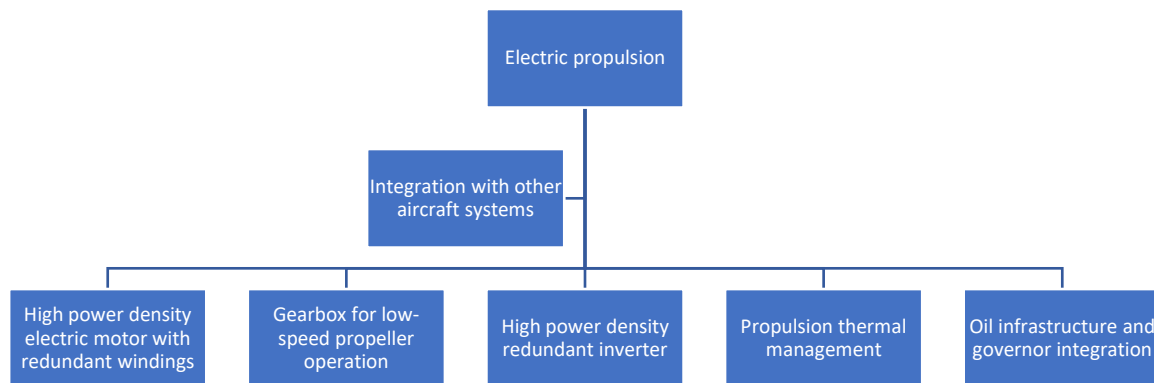 Electric propulsion
Integration with other
aircraft systems
High power density
electric motor with
redundant windings
Gearbox for low-
speed propeller
operation
High power density
redundant inverter
Propulsion thermal
management
Oil infrastructure and
governor integration